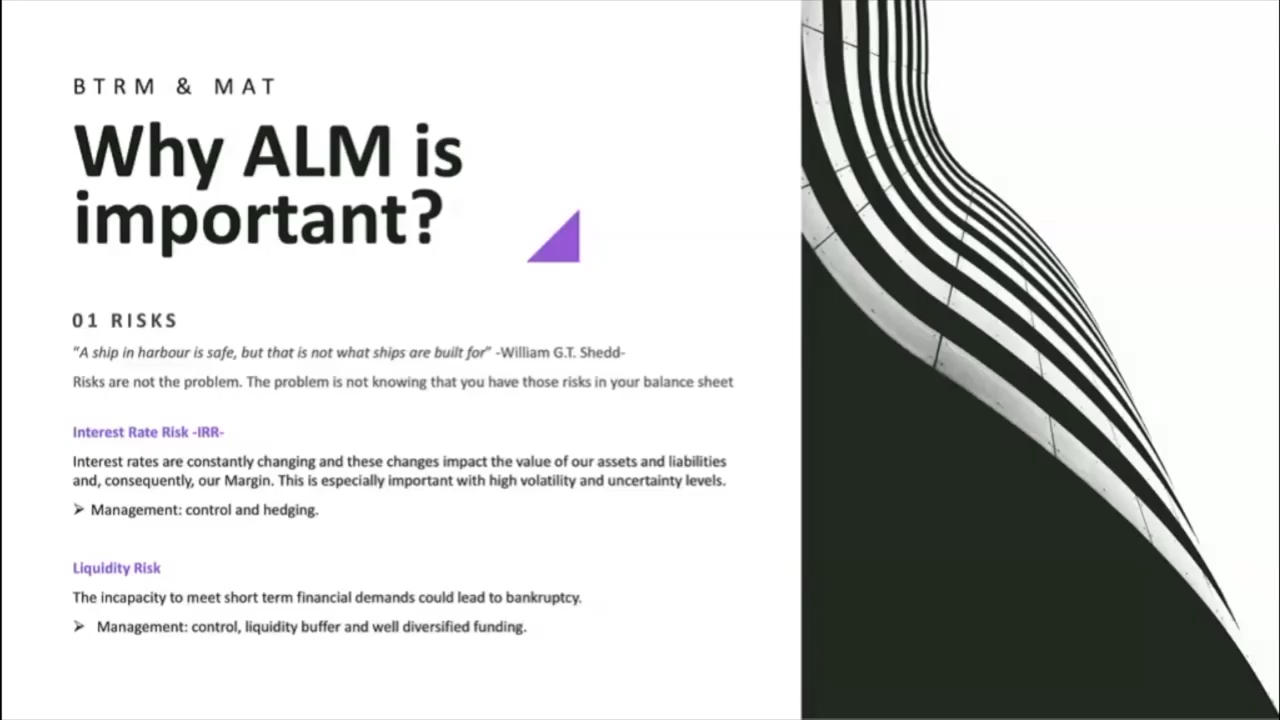 BTRM & MAT
Why ALM is
important?
01 RISKS
“A ship in harbour is safe, but that is not what ships are built for” -William G.T. Shedd-
Risks are not the problem. The problem is not knowing that you have those risks in your balance sheet
Interest Rate Risk -IRR-
Interest rates are constantly changing and these changes impact the value of our assets and liabilities
and, consequently, our Margin. This is especially important with high volatility and uncertainty levels.
➢ Management: control and hedging.
Liquidity Risk
The incapacity to meet short term financial demands could lead to bankruptcy.
➢ Management: control, liquidity buffer and well diversified funding.